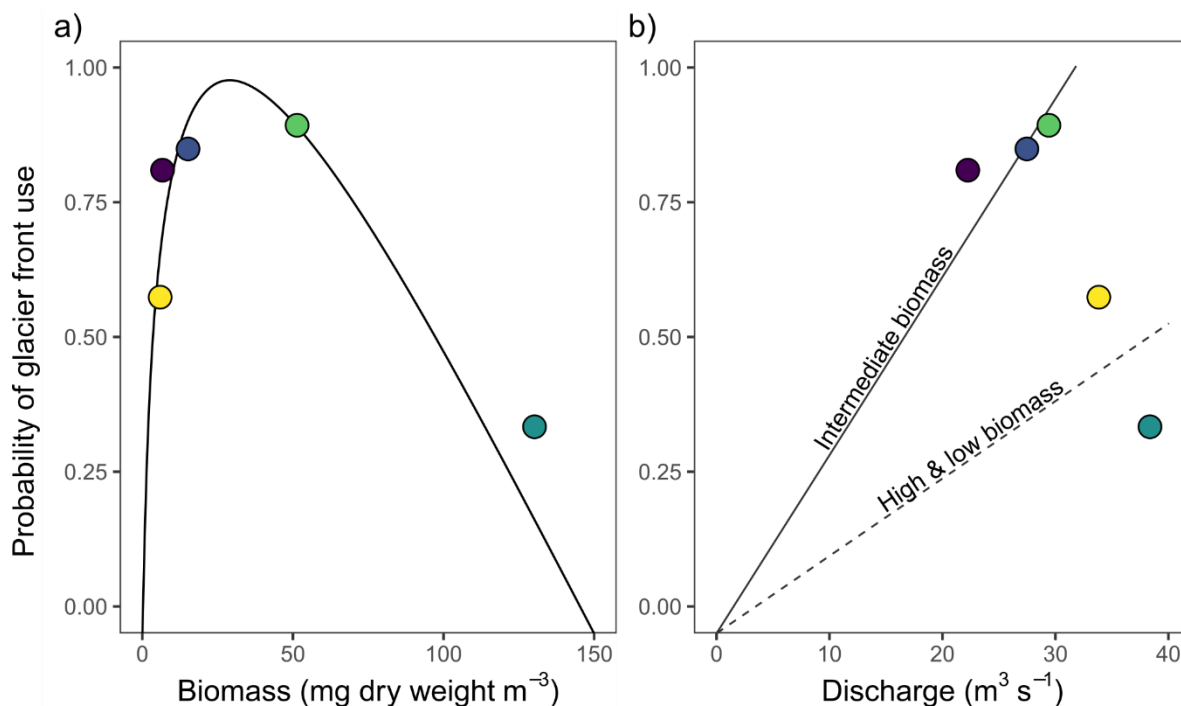 a)
Probability of glacier front use
1.00
0.75
0.50
0.25
0.00
0
50
100
150
Biomass (mg dry weight m⁻³)
b)
1.00
0.75
0.50
0.25
0.00
Intermediate biomass
High & low biomass
0
10
20
30
40
Discharge (m³ s⁻¹)